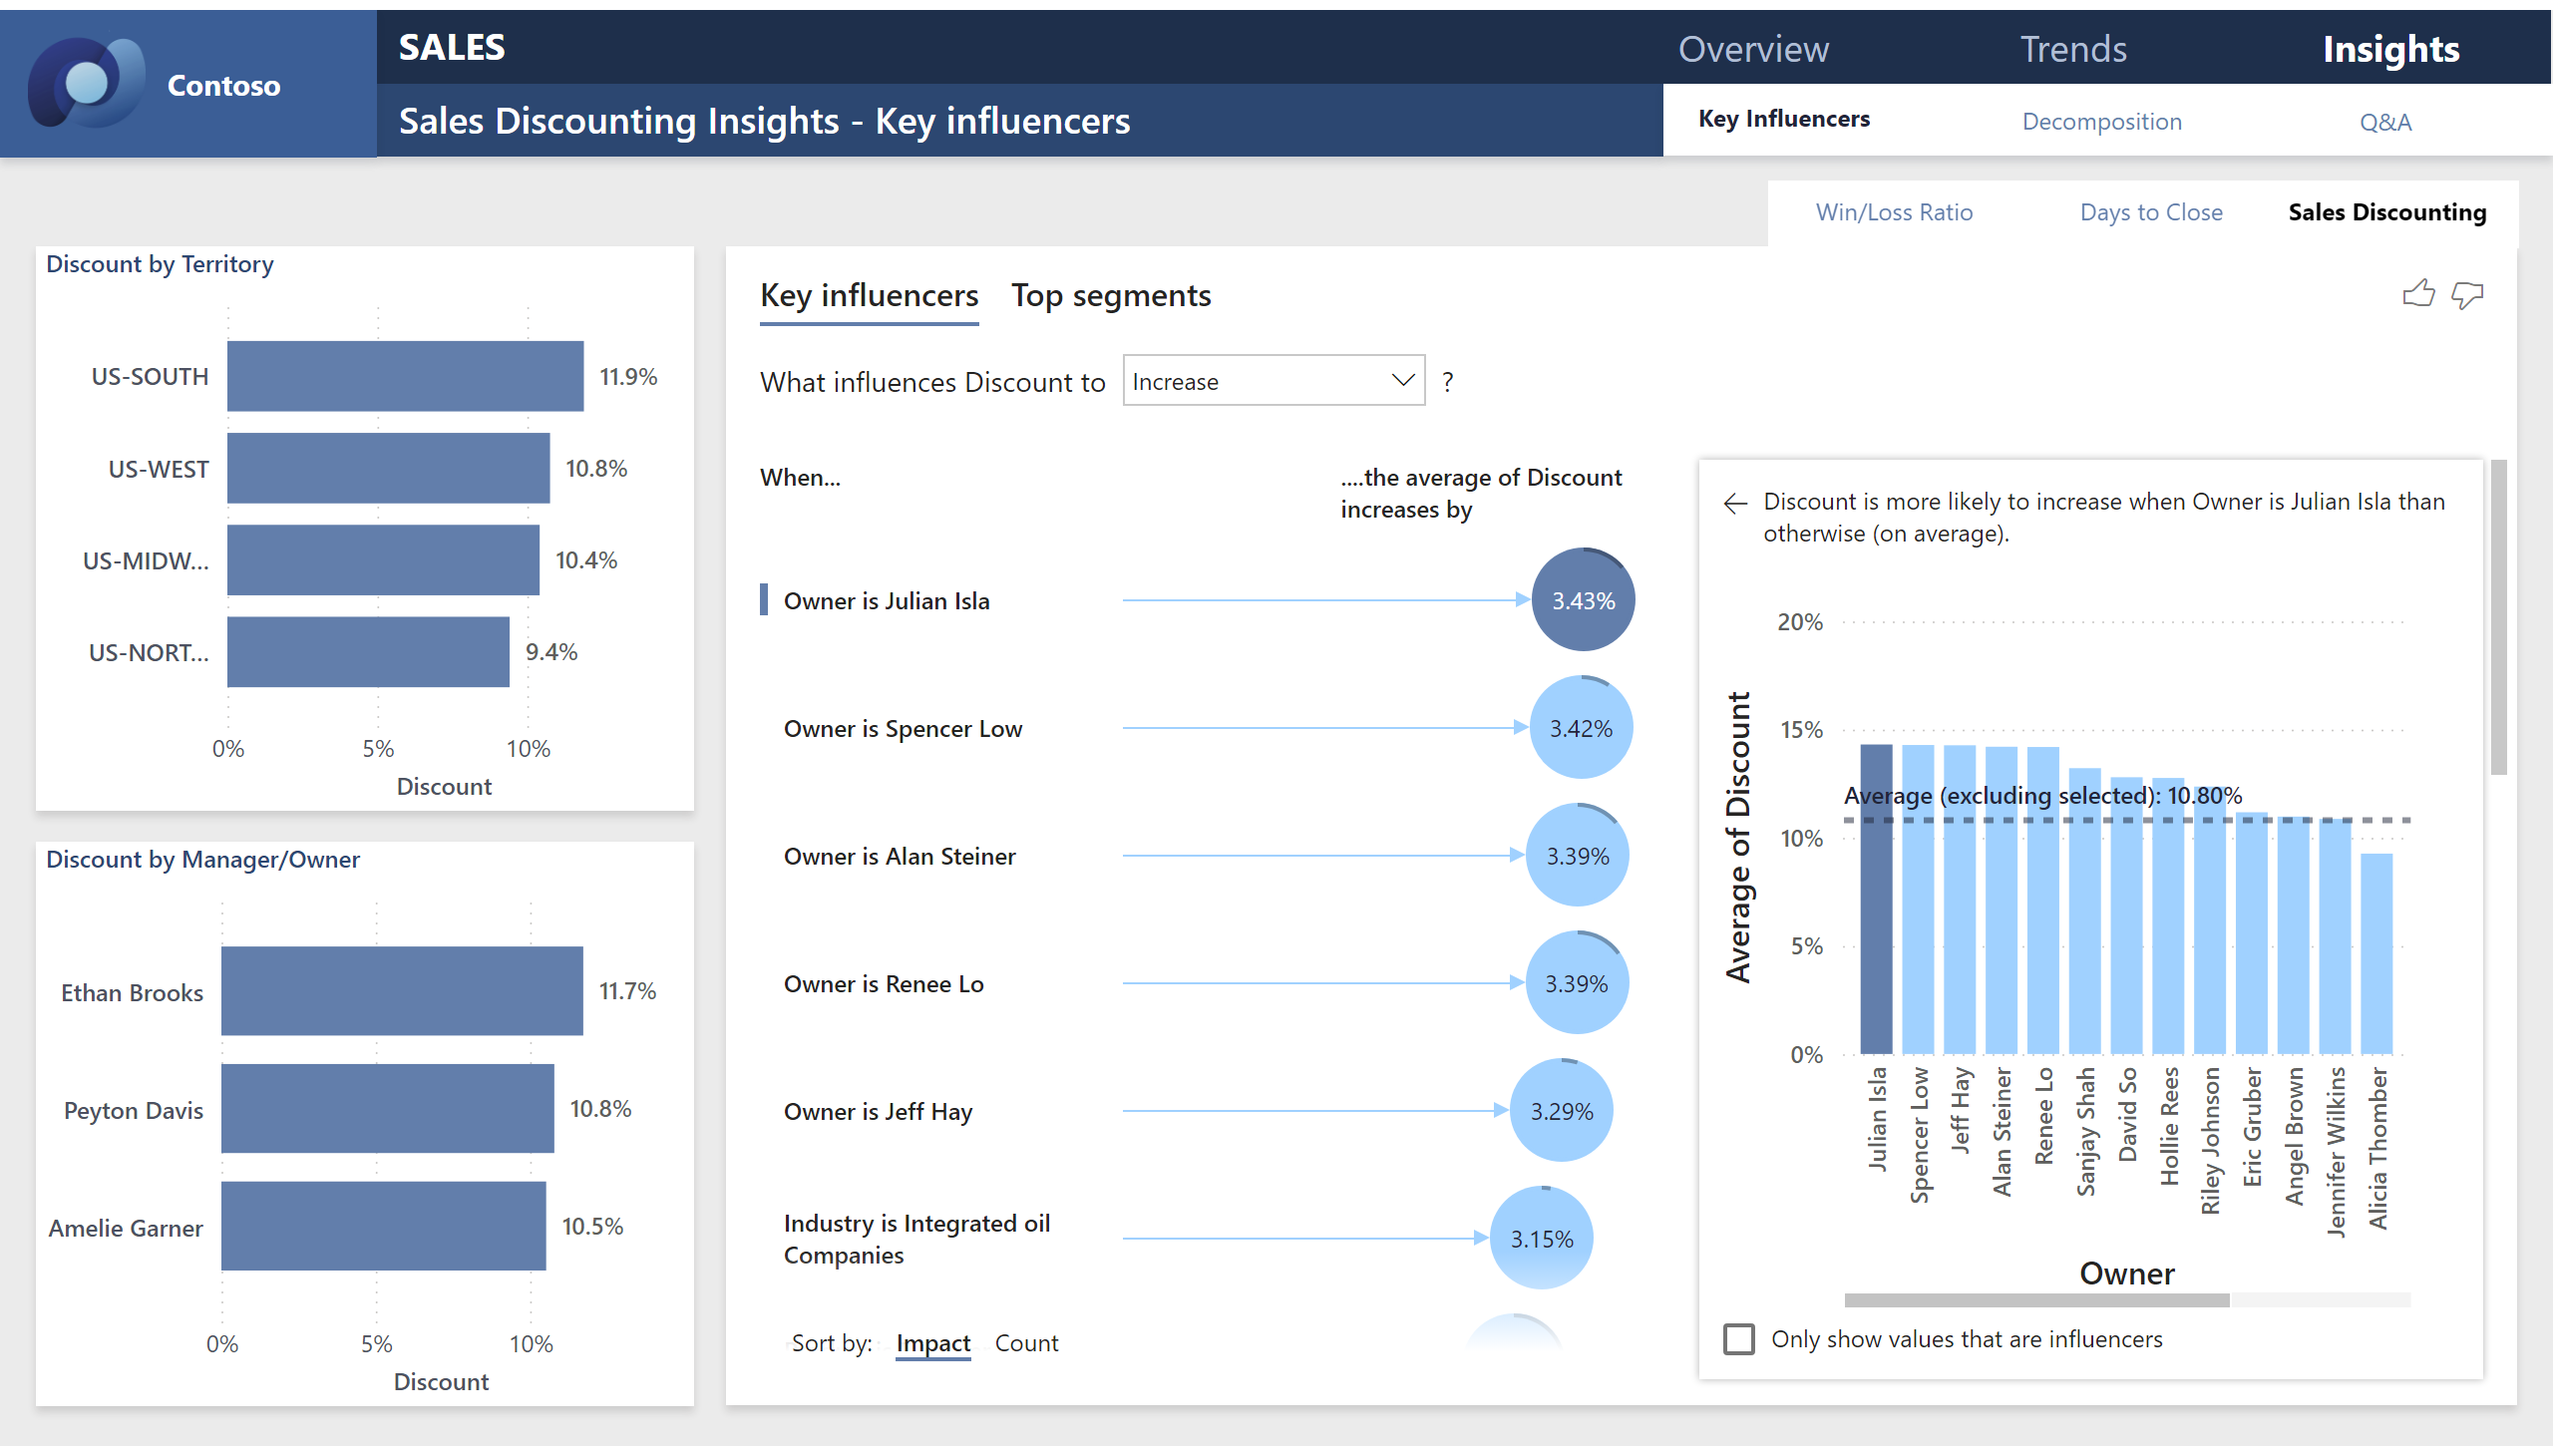 Contoso
SALES
Overview
Trends
Insights
Sales Discounting Insights - Key influencers
Key Influencers
Decomposition
Q&A
Win/Loss Ratio
Days to Close
Sales Discounting
Discount by Territory
US-SOUTH
11.9%
US-WEST
10.8%
US-MIDW...
10.4%
US-NORT...
9.4%
0%
5%
10%
Discount
Discount by Manager/Owner
Ethan Brooks
11.7%
Peyton Davis
10.8%
Amelie Garner
10.5%
0%
5%
10%
Discount
Key influencers
Top segments
What influences Discount to
Increase
?
When...
....the average of Discount
increases by
Owner is Julian Isla
3.43%
Owner is Spencer Low
3.42%
Owner is Alan Steiner
3.39%
Owner is Renee Lo
3.39%
Owner is Jeff Hay
3.29%
Industry is Integrated oil
Companies
3.15%
Sort by:
Impact
Count
Discount is more likely to increase when Owner is Julian Isla than
otherwise (on average).
Average of Discount
20%
15%
10%
5%
0%
Average (excluding selected): 10.80%
Julian Isla
Spencer Low
Jeff Hay
Alan Steiner
Renee Lo
Sanjay Shah
David So
Hollie Rees
Riley Johnson
Eric Gruber
Angel Brown
Jennifer Wilkins
Alicia Thomber
Owner
Only show values that are influencers